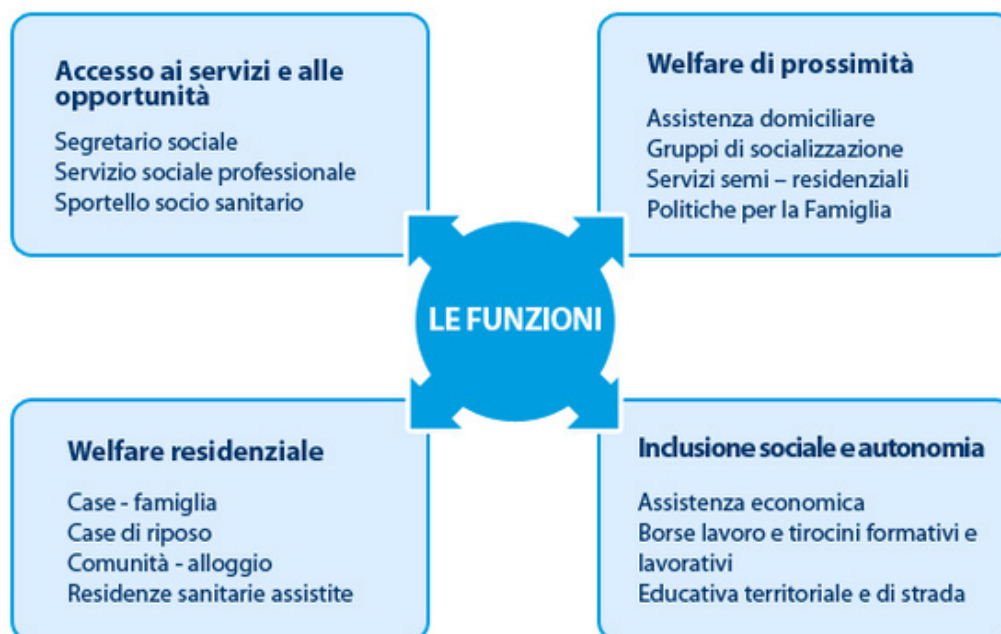 Accesso ai servizi e alle
opportunità
Segretario sociale
Servizio sociale professionale
Sportello socio sanitario
Welfare di prossimità
Assistenza domiciliare
Gruppi di socializzazione
Servizi semi – residenziali
Politiche per la Famiglia
LE FUNZIONI
Welfare residenziale
Case - famiglia
Case di riposo
Comunità - alloggio
Residenze sanitarie assistite
Inclusione sociale e autonomia
Assistenza economica
Borse lavoro e tirocini formativi e
lavorativi
Educativa territoriale e di strada